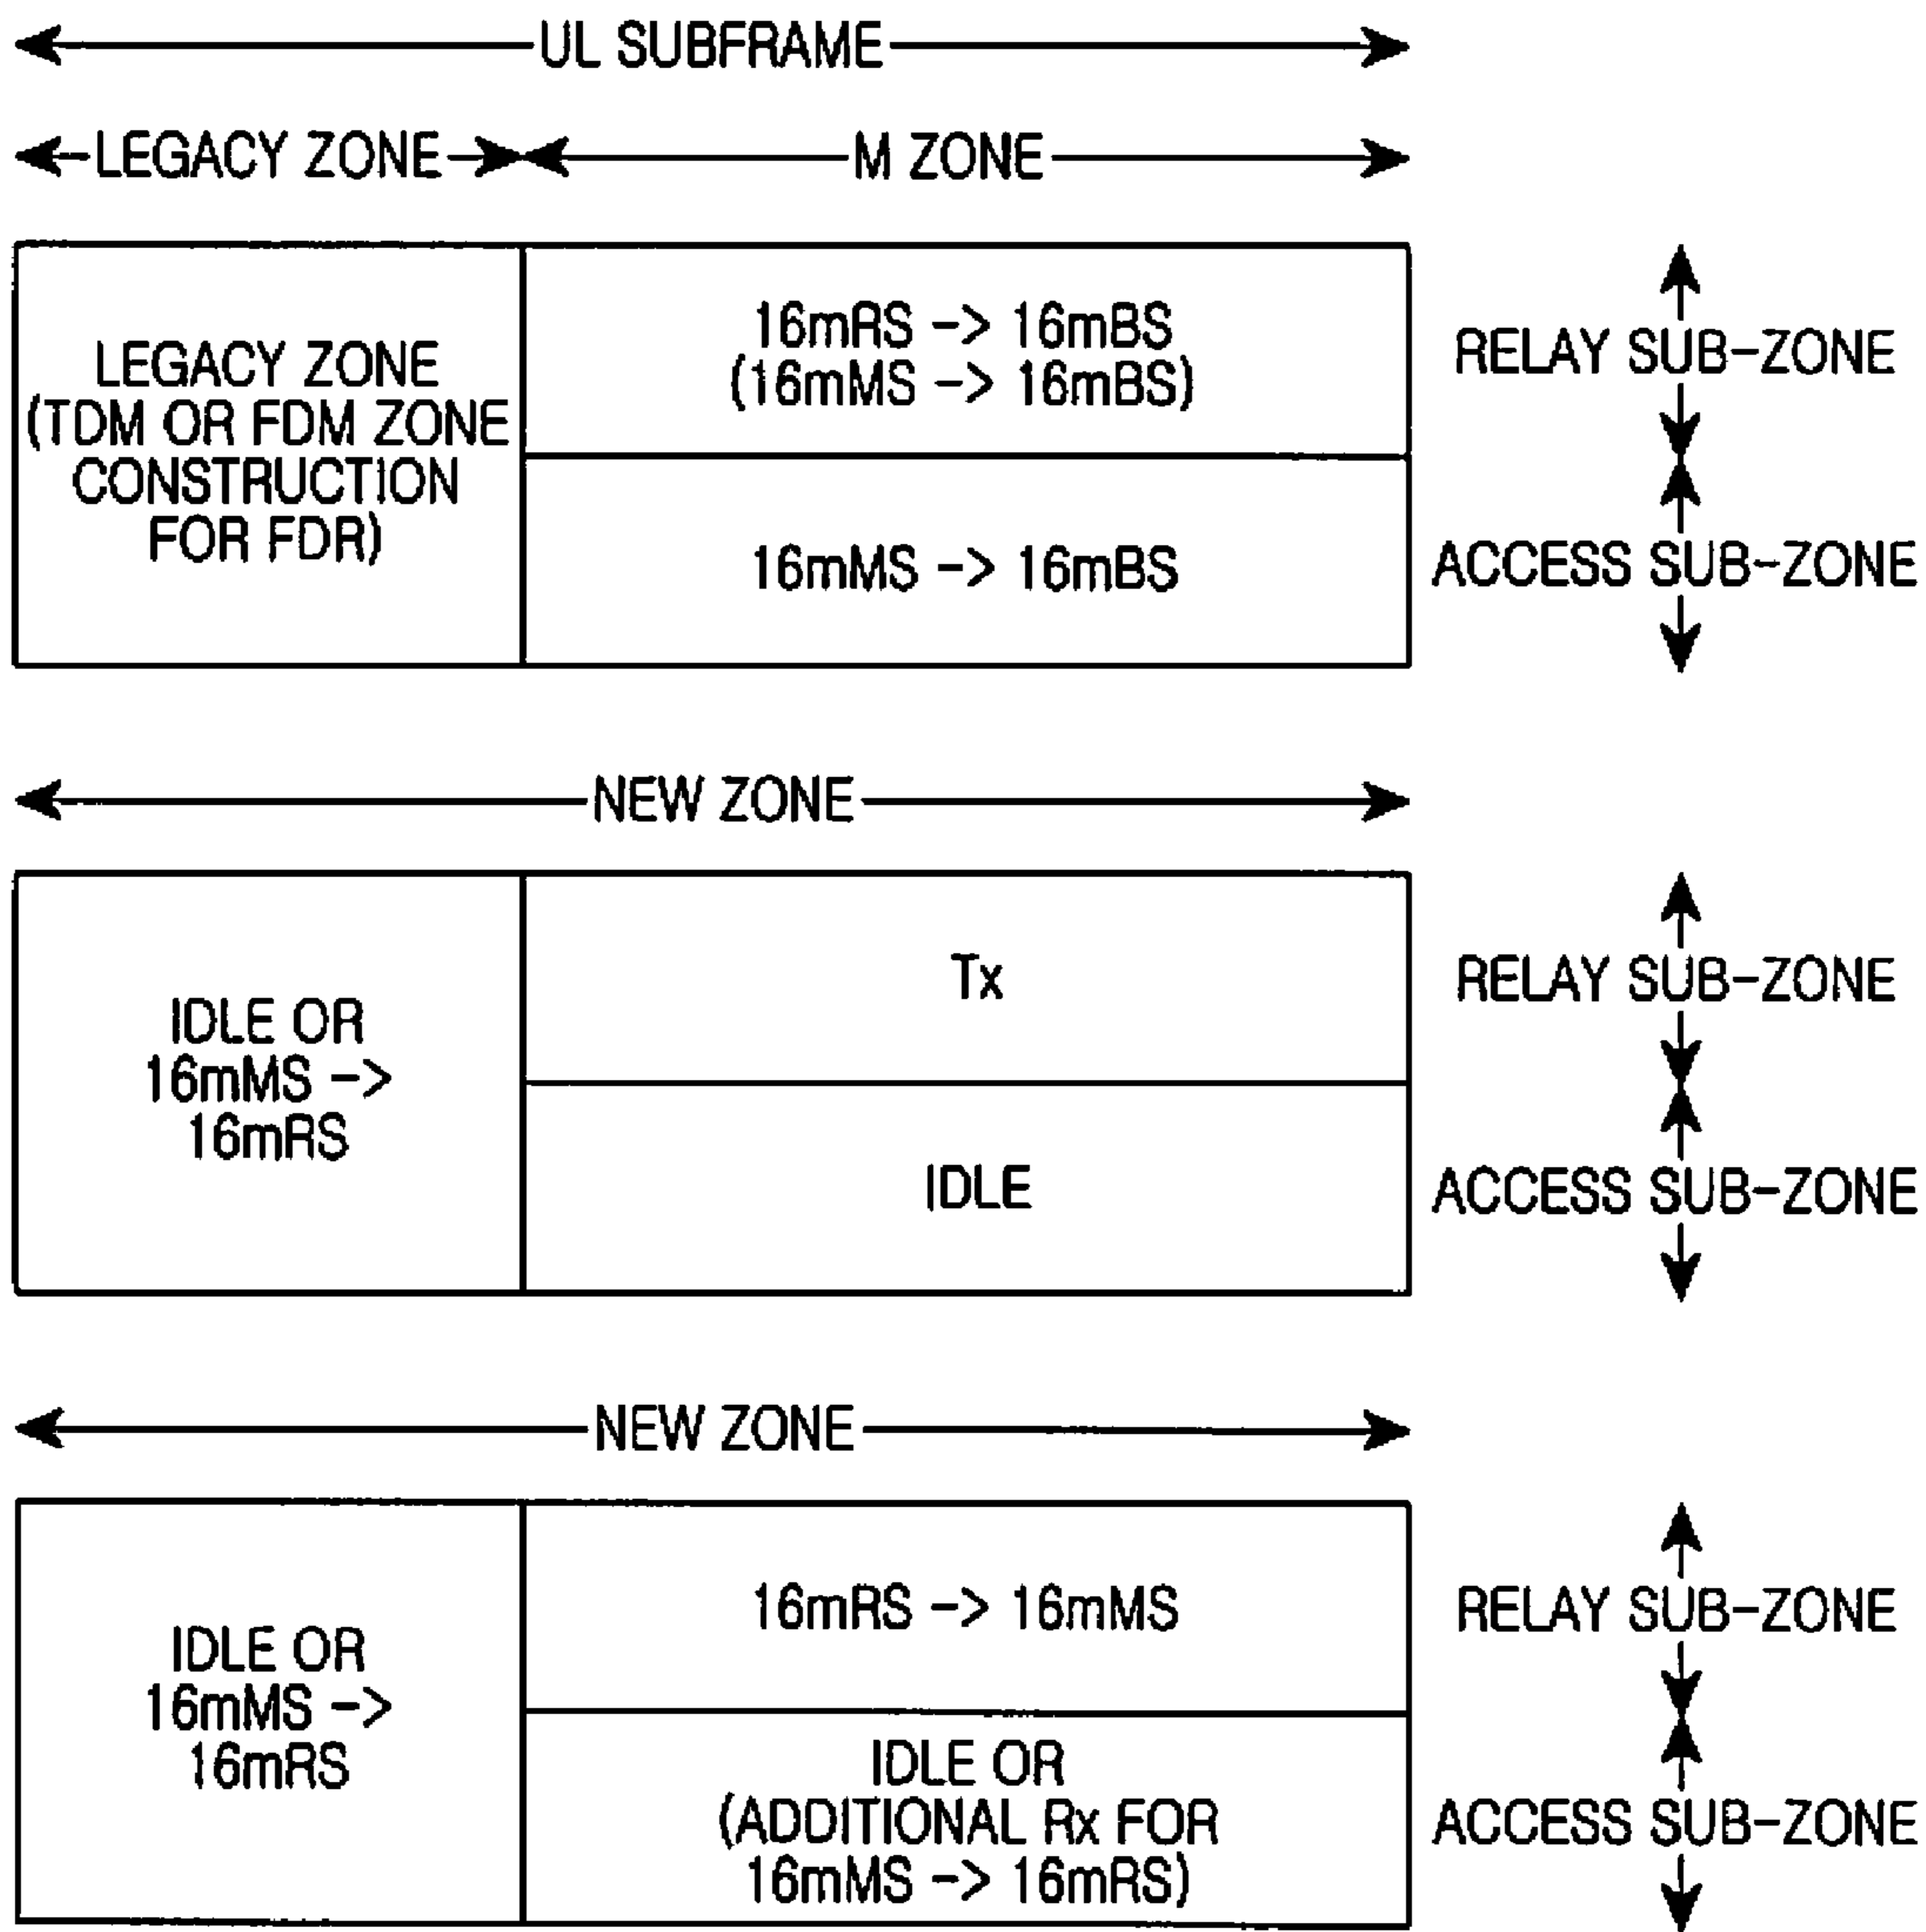 UL SUBFRAME
LEGACY ZONE
M ZONE
LEGACY ZONE
(TDM OR FDM ZONE
CONSTRUCTION
FOR FDR)
16mRS -> 16mBS
(16mMS -> 16mBS)
RELAY SUB-ZONE
16mMS -> 16mBS
ACCESS SUB-ZONE
NEW ZONE
IDLE OR
16mMS ->
16mRS
Tx
RELAY SUB-ZONE
IDLE
ACCESS SUB-ZONE
NEW ZONE
IDLE OR
16mMS ->
16mRS
16mRS -> 16mMS
RELAY SUB-ZONE
IDLE OR
(ADDITIONAL Rx FOR
16mMS -> 16mRS)
ACCESS SUB-ZONE